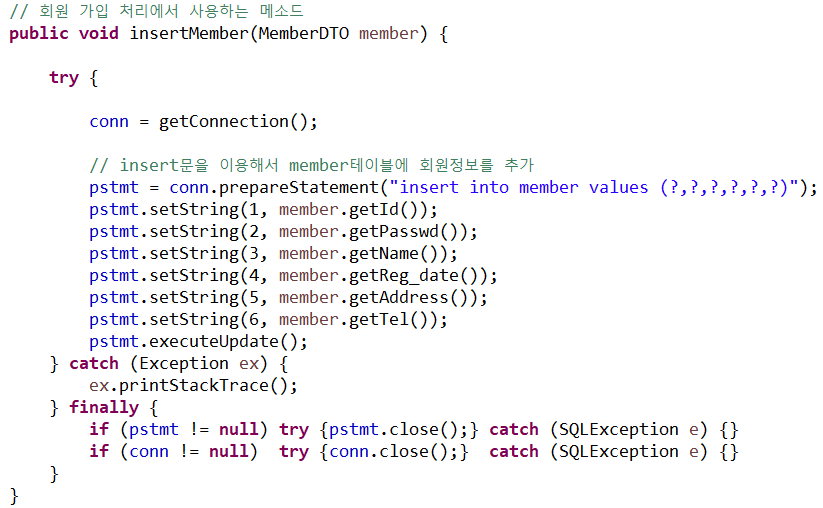 // 회원 가입 처리에서 사용하는 메소드
public void insertMember(MemberDTO member) {
try {
conn = getConnection();
// insert문을 이용해서 member테이블에 회원정보를 추가
pstmt = conn.prepareStatement("insert into member values (?,?,?,?,?,?)");
pstmt.setString(1, member.getId());
pstmt.setString(2, member.getPasswd());
pstmt.setString(3, member.getName());
pstmt.setString(4, member.getReg_date());
pstmt.setString(5, member.getAddress());
pstmt.setString(6, member.getTel());
pstmt.executeUpdate();
} catch (Exception ex) {
ex.printStackTrace();
} finally {
if (pstmt != null) try {pstmt.close();} catch (SQLException e) {}
if (conn != null)  try {conn.close();}  catch (SQLException e) {}
}
}